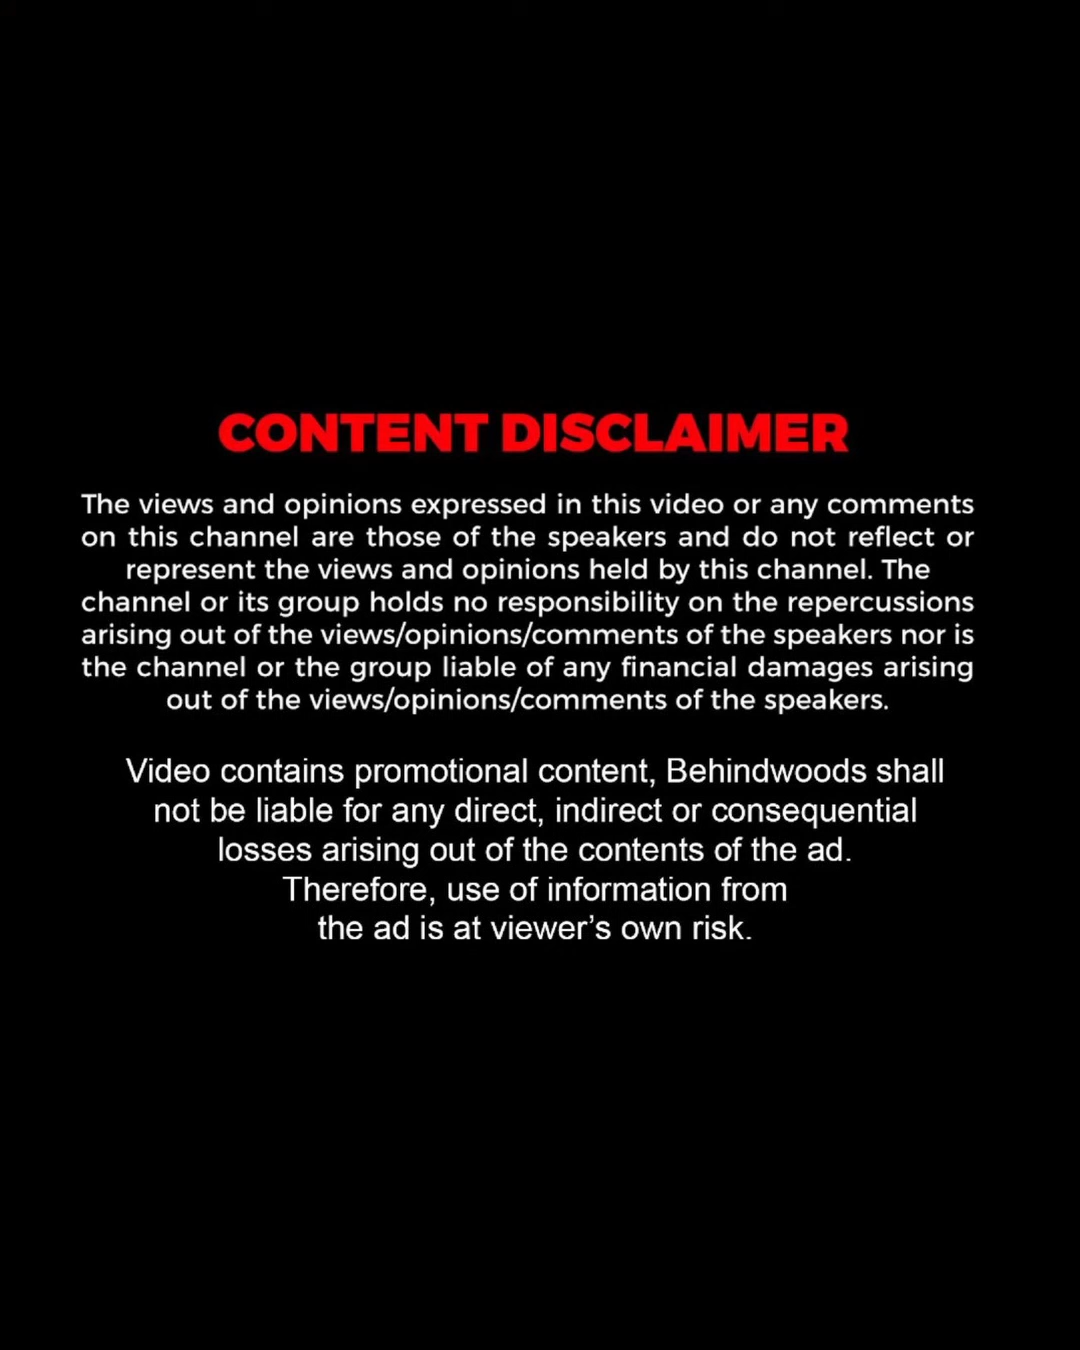 CONTENT DISCLAIMER
The views and opinions expressed in this video or any comments
on this channel are those of the speakers and do not reflect or
represent the views and opinions held by this channel. The
channel or its group holds no responsibility on the repercussions
arising out of the views/opinions/comments of the speakers nor is
the channel or the group liable of any financial damages arising
out of the views/opinions/comments of the speakers.
Video contains promotional content, Behindwoods shall
not be liable for any direct, indirect or consequential
losses arising out of the contents of the ad.
Therefore, use of information from
the ad is at viewer’s own risk.